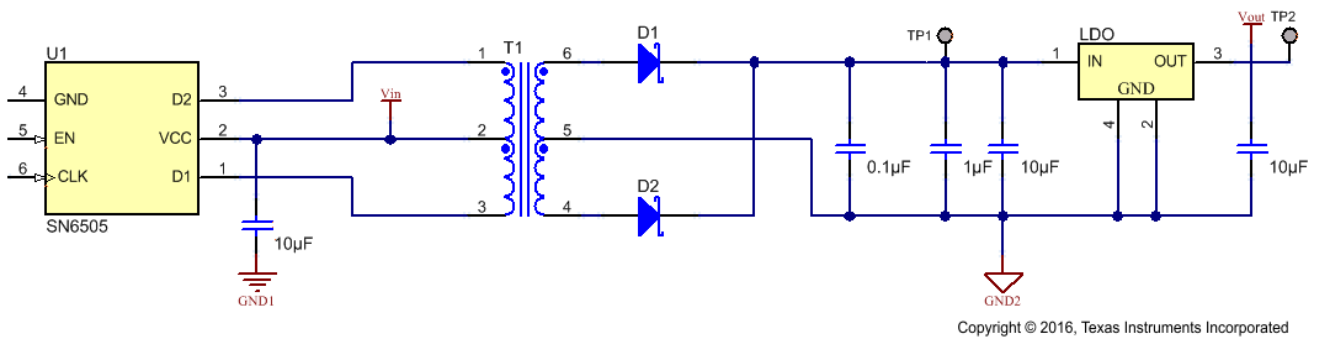 U1
4 GND
5 EN
6 CLK
D2 3
VCC 2
D1 1
SN6505
Vin
10µF
GND1
T1
1
2
3
6
5
4
D1
D2
TP1
0.1µF
1µF
10µF
GND2
LDO
1 IN
OUT 3
GND
4
2
Vout
TP2
10µF
Copyright © 2016, Texas Instruments Incorporated